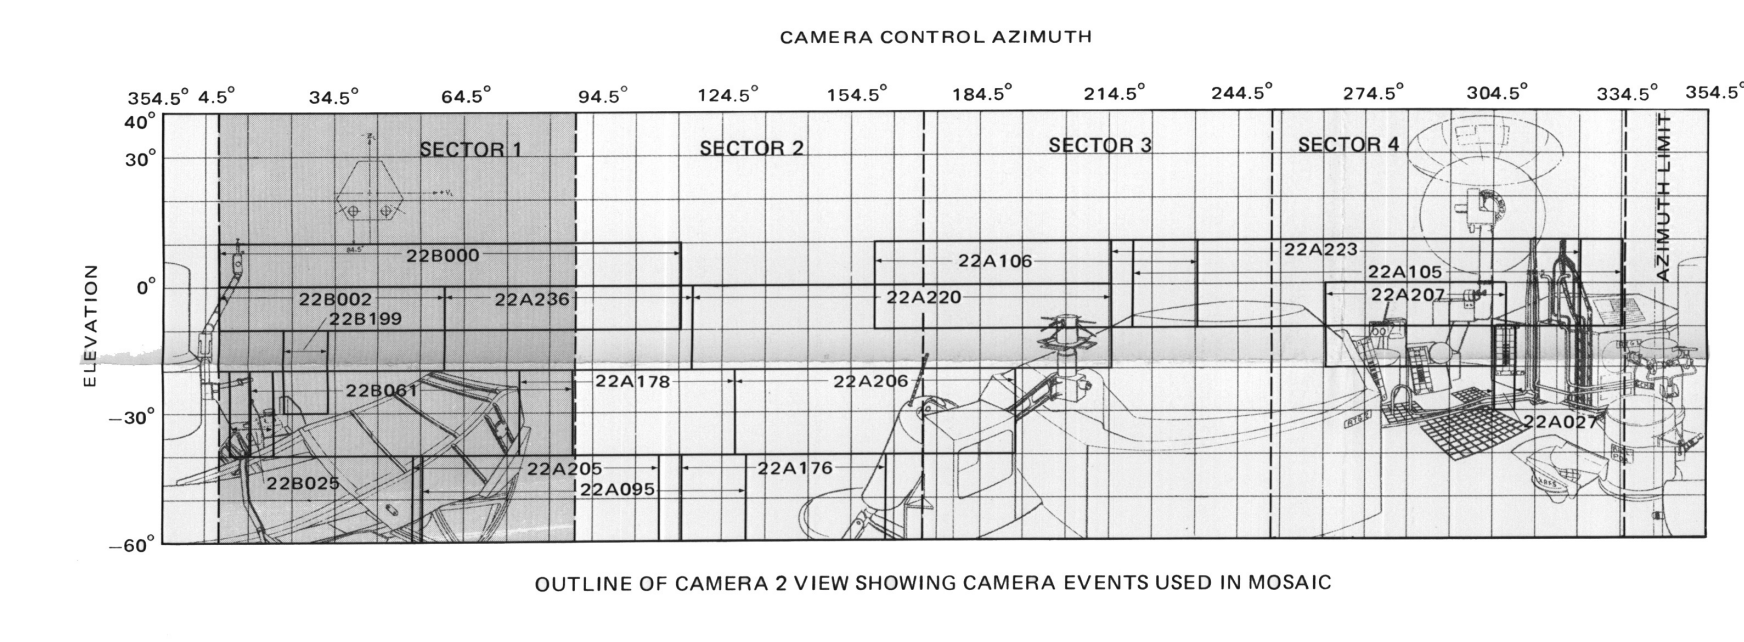 CAMERA CONTROL AZIMUTH
354.5° 4.5° 34.5° 64.5° 94.5° 124.5° 154.5° 184.5° 214.5° 244.5° 274.5° 304.5° 334.5° 354.5°
40°
30°
0°
–30°
–60°
ELEVATION
SECTOR 1
SECTOR 2
SECTOR 3
SECTOR 4
AZIMUTH LIMIT
22B000
22A106
22A223
22A105
22B002
22A236
22A220
22A207
22B199
22B061
22A178
22A206
22A027
22B025
22A205
22A176
22A095
OUTLINE OF CAMERA 2 VIEW SHOWING CAMERA EVENTS USED IN MOSAIC